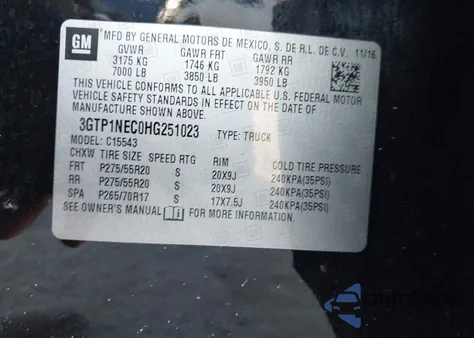 GM
MFD BY GENERAL MOTORS DE MEXICO, S. DE R.L. DE C.V. 11/16
GVWR GAWR FRT GAWR RR
3175 KG 1746 KG 1792 KG
7000 LB 3850 LB 3950 LB
THIS VEHICLE CONFORMS TO ALL APPLICABLE U.S. FEDERAL MOTOR
VEHICLE SAFETY STANDARDS IN EFFECT ON THE DATE OF
MANUFACTURE SHOWN ABOVE.
3GTP1NEC0HG251023 TYPE: TRUCK
MODEL: C15543
CHXW TIRE SIZE SPEED RTG RIM COLD TIRE PRESSURE
FRT P275/55R20 S 20X9J 240KPA(35PSI)
RR P275/55R20 S 20X9J 240KPA(35PSI)
SPA P265/70R17 S 17X7.5J 240KPA(35PSI)
SEE OWNER'S MANUAL FOR MORE INFORMATION.